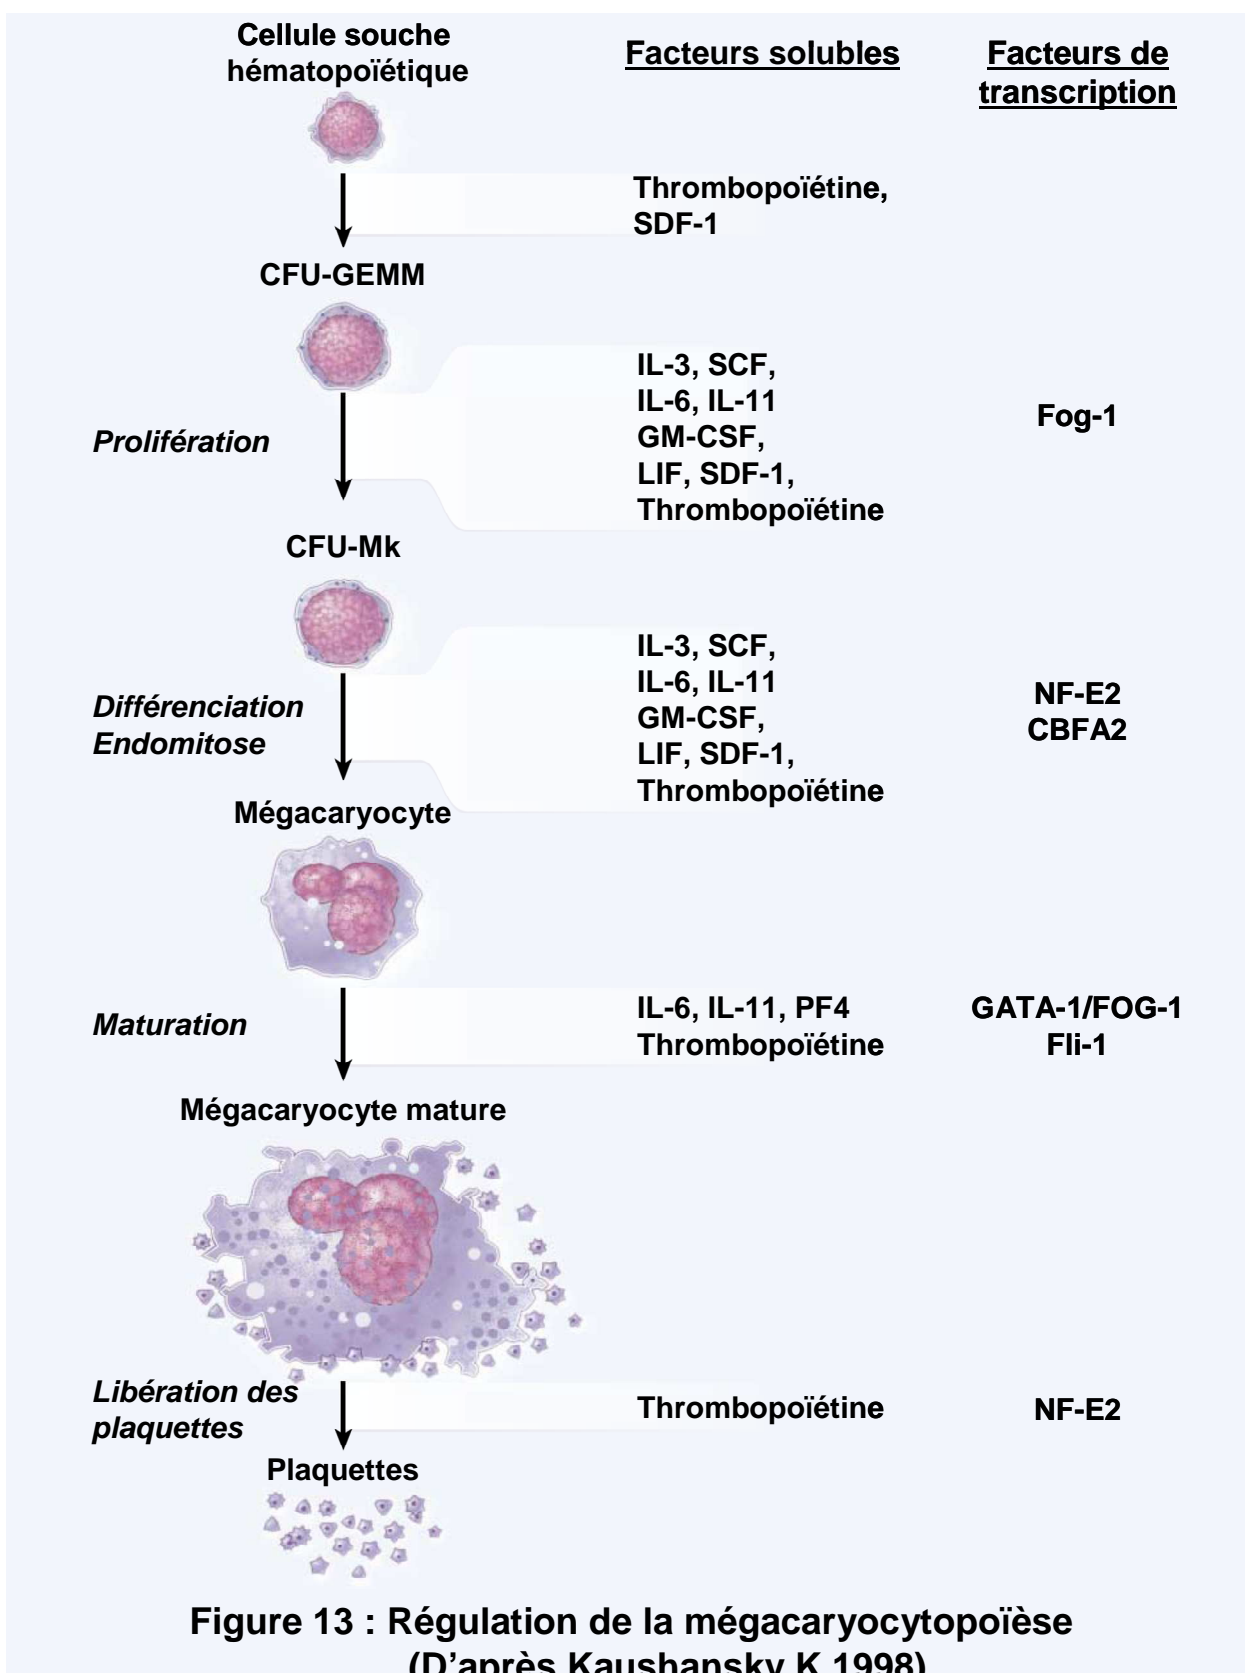 Cellule souche
hématopoïétique
Facteurs solubles
Facteurs de
transcription
Thrombopoïétine,
SDF-1
CFU-GEMM
Prolifération
IL-3, SCF,
IL-6, IL-11
GM-CSF,
LIF, SDF-1,
Thrombopoïétine
Fog-1
CFU-Mk
Différenciation
Endomitose
IL-3, SCF,
IL-6, IL-11
GM-CSF,
LIF, SDF-1,
Thrombopoïétine
NF-E2
CBFA2
Mégacaryocyte
Maturation
IL-6, IL-11, PF4
Thrombopoïétine
GATA-1/FOG-1
Fli-1
Mégacaryocyte mature
Libération des
plaquettes
Thrombopoïétine
NF-E2
Plaquettes
Figure 13 : Régulation de la mégacaryocytopoïèse
(D'après Kaushansky K 1998)